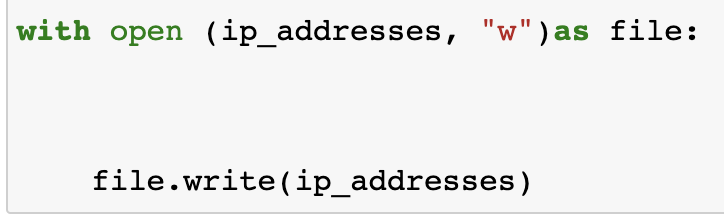 with open (ip_addresses, "w")as file:
file.write(ip_addresses)